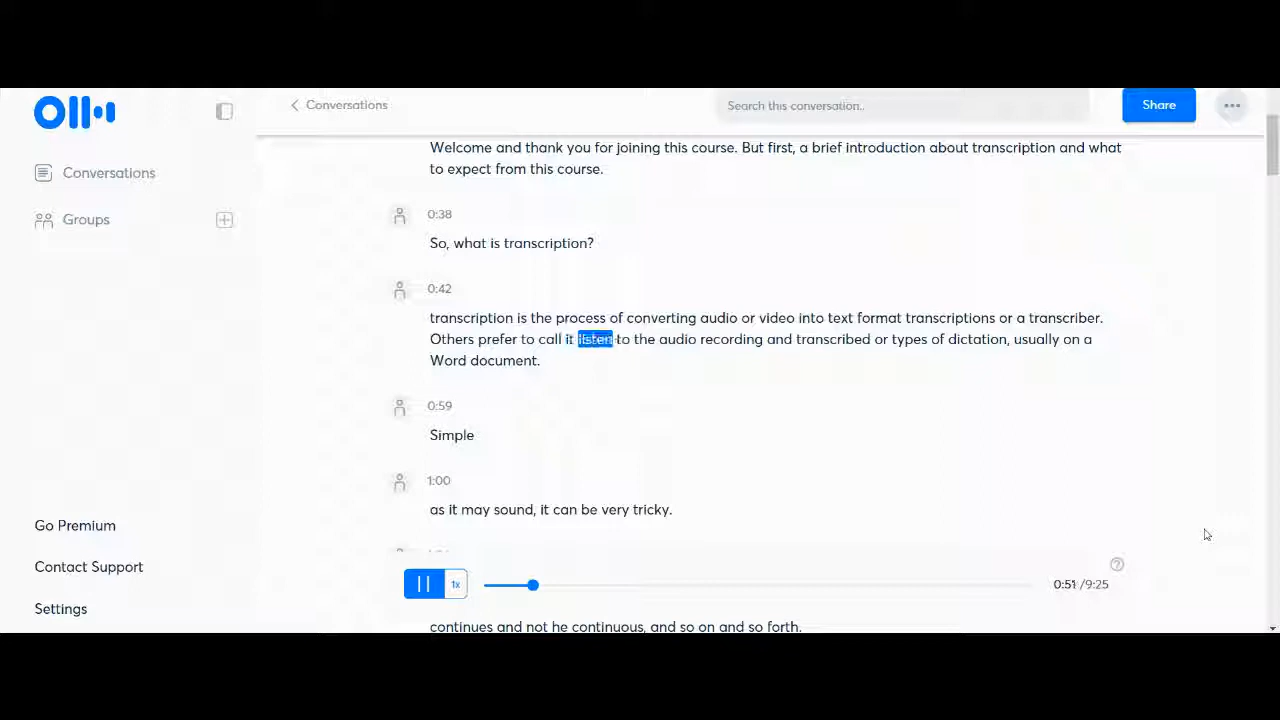 Conversations
Search this conversation..
Share
Conversations
Groups
Welcome and thank you for joining this course. But first, a brief introduction about transcription and what
to expect from this course.
0:38
So, what is transcription?
0:42
transcription is the process of converting audio or video into text format transcriptions or a transcriber.
Others prefer to call it listen to the audio recording and transcribed or types of dictation, usually on a
Word document.
0:59
Simple
1:00
as it may sound, it can be very tricky.
Go Premium
Contact Support
Settings
1x
0:51 /9:25
continues and not he continuous, and so on and so forth.